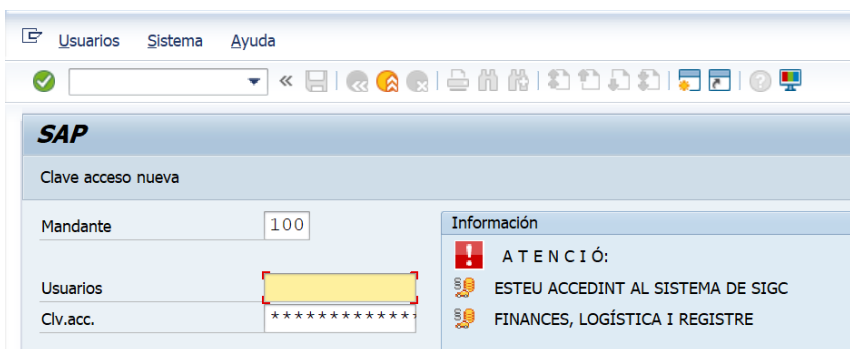 Usuarios Sistema Ayuda
SAP
Clave acceso nueva
Mandante 100
Información
A T E N C I Ó:
Usuarios
ESTEU ACCEDINT AL SISTEMA DE SIGC
Clv.acc. *************
FINANCES, LOGÍSTICA I REGISTRE